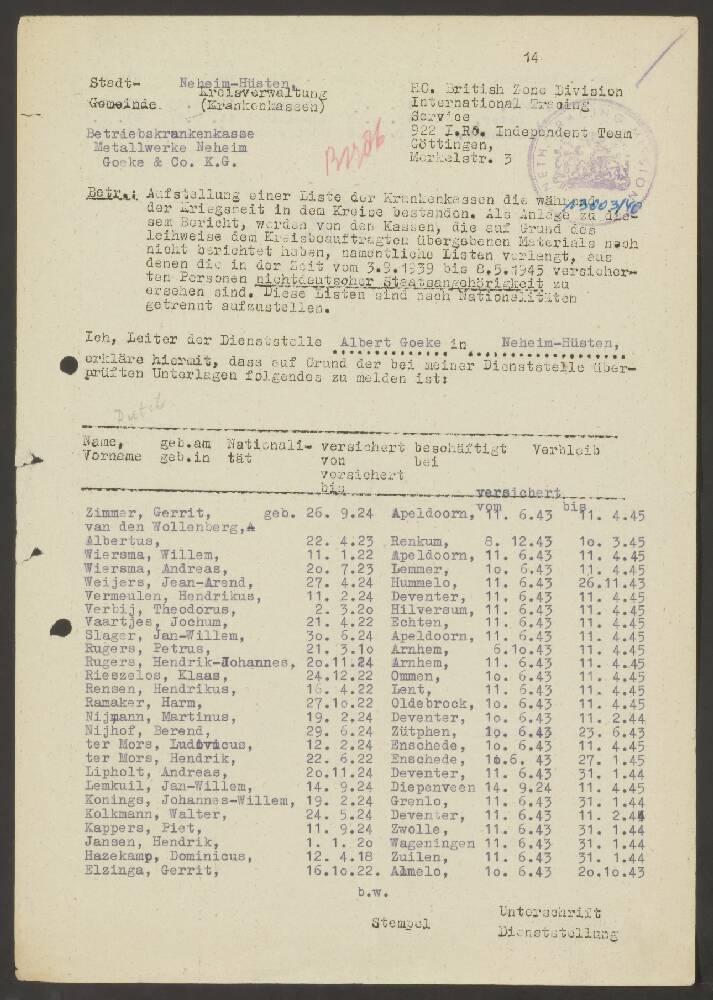 14
Stadt- Neheim-Hüsten,
Kreisverwaltung
Gemeinde. (Krankenkassen)
Betriebskrankenkasse
Metallwerke Neheim
Goeke & Co. K.G.
HC. British Zone Division
International Tracing
Service
922 I.Ro. Independent Team
Göttingen,
Merkelstr. 3
Betr.: Aufstellung einer Liste der Krankenkassen die während
der Kriegszeit in dem Kreise bestanden. Als Anlage zu die-
sem Bericht, werden von den Kassen, die auf Grund des
leihweise dem Kreisbeauftragten übergebenen Materials noch
nicht berichtet haben, namentliche Listen verlangt, aus
denen die in der Zeit vom 3.9.1939 bis 8.5.1945 versicher-
ten Personen nichtdeutscher Staatsangehörigkeit zu
ersehen sind. Diese Listen sind nach Nationalitäten
getrennt aufzustellen.
Ich, Leiter der Dienststelle Albert Goeke in Neheim-Hüsten,
erkläre hiermit, dass auf Grund der bei meiner Dienststelle über-
prüften Unterlagen folgendes zu melden ist:
Dutch
Name, geb.am Nationali- versichert beschäftigt Verbleib
Vorname geb.in tät von bei
versichert
bis versichert
vom bis
Zimmer, Gerrit, geb. 26. 9.24 Apeldoorn, 11. 6.43 11. 4.45
van den Wollenberg,
Albertus, 22. 4.23 Renkum, 8. 12.43 1o. 3.45
Wiersma, Willem, 11. 1.22 Apeldoorn, 11. 6.43 11. 4.45
Wiersma, Andreas, 2o. 7.23 Lemmer, 1o. 6.43 11. 4.45
Weijers, Jean-Arend, 27. 4.24 Hummelo, 11. 6.43 26.11.43
Vermeulen, Hendrikus, 11. 2.24 Deventer, 11. 6.43 11. 4.45
Verbij, Theodorus, 2. 3.2o Hilversum, 11. 6.43 11. 4.45
Vaartjes, Jochum, 21. 4.22 Echten, 11. 6.43 11. 4.45
Slager, Jan-Willem, 3o. 6.24 Apeldoorn, 11. 6.43 11. 4.45
Rugers, Petrus, 21. 3.1o Arnhem, 6.1o.43 11. 4.45
Rugers, Hendrik-Johannes, 2o.11.24 Arnhem, 11. 6.43 11. 4.45
Rieezelos, Klaas, 24.12.22 Ommen, 1o. 6.43 11. 4.45
Rensen, Hendrikus, 16. 4.22 Lent, 11. 6.43 11. 4.45
Ramaker, Harm, 27.1o.22 Oldebrock, 1o. 6.43 11. 4.45
Nijmann, Martinus, 19. 2.24 Deventer, 1o. 6.43 11. 2.44
Nijhof, Berend, 29. 6.24 Zütphen, 1o. 6.43 23. 6.43
ter Mors, Ludovicus, 12. 2.24 Enschede, 1o. 6.43 11. 4.45
ter Mors, Hendrik, 22. 6.22 Enschede, 1o.6. 43 27. 1.45
Lipholt, Andreas, 2o.11.24 Deventer, 11. 6.43 31. 1.44
Lemkuil, Jan-Willem, 14. 9.24 Diepenveen 14. 9.24 11. 4.45
Konings, Johannes-Willem, 19. 2.24 Grenlo, 11. 6.43 31. 1.44
Kolkmann, Walter, 24. 5.24 Deventer, 11. 6.43 11. 2.44
Kappers, Piet, 11. 9.24 Zwolle, 11. 6.43 31. 1.44
Jansen, Hendrik, 1. 1. 2o Wageningen 11. 6.43 31. 1.44
Hazekamp, Dominicus, 12. 4.18 Zuilen, 11. 6.43 31. 1.44
Elzinga, Gerrit, 16.1o.22. Almelo, 1o. 6.43 2o.1o.43
b.w.
Stempel
Unterschrift
Dienststellung